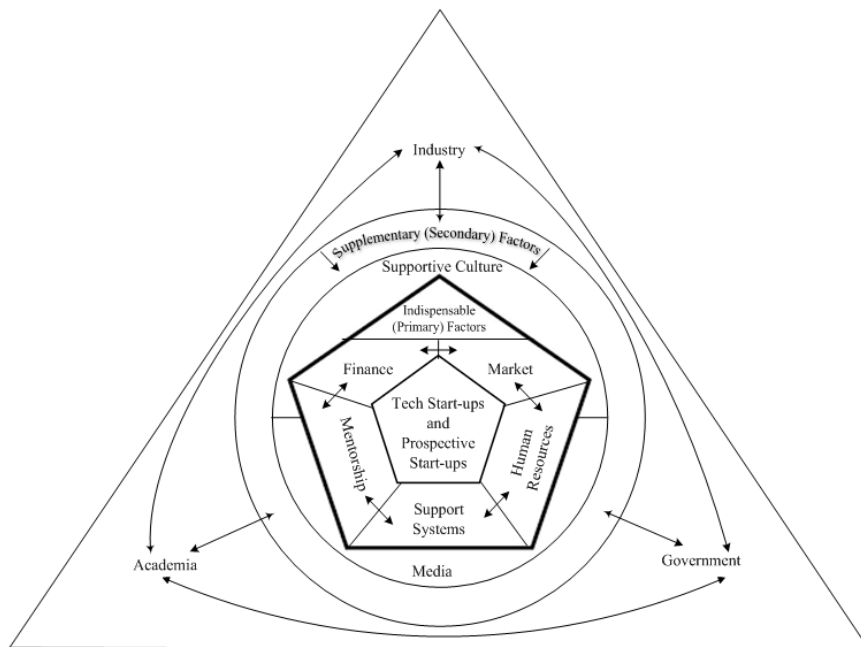 Industry
Supplementary (Secondary) Factors
Supportive Culture
Indispensable
(Primary) Factors
Finance
Market
Tech Start-ups
and
Prospective
Start-ups
Mentorship
Human
Resources
Support
Systems
Academia
Government
Media